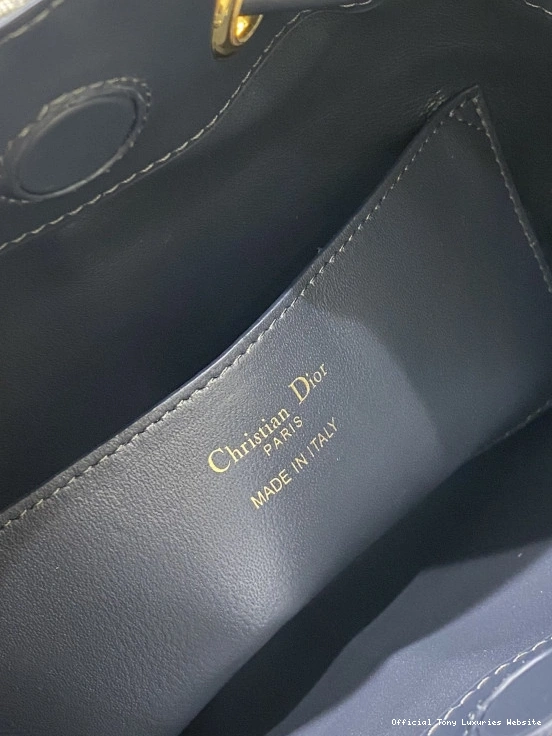 Christian Dior
PARIS
MADE IN ITALY
Official Tony Luxuries Website